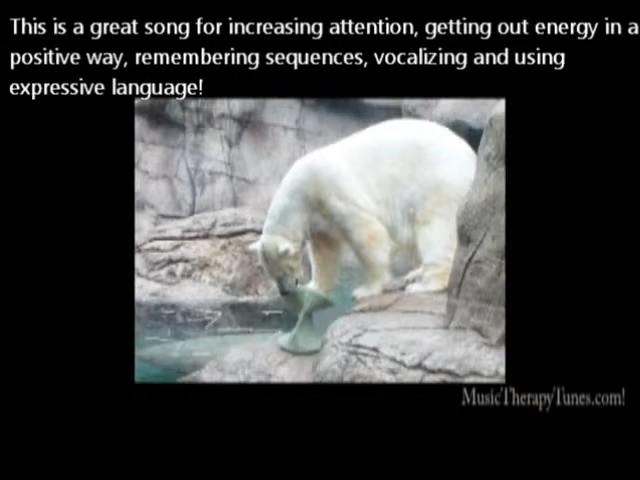 This is a great song for increasing attention, getting out energy in a
positive way, remembering sequences, vocalizing and using
expressive language!
MusicTherapyTunes.com!